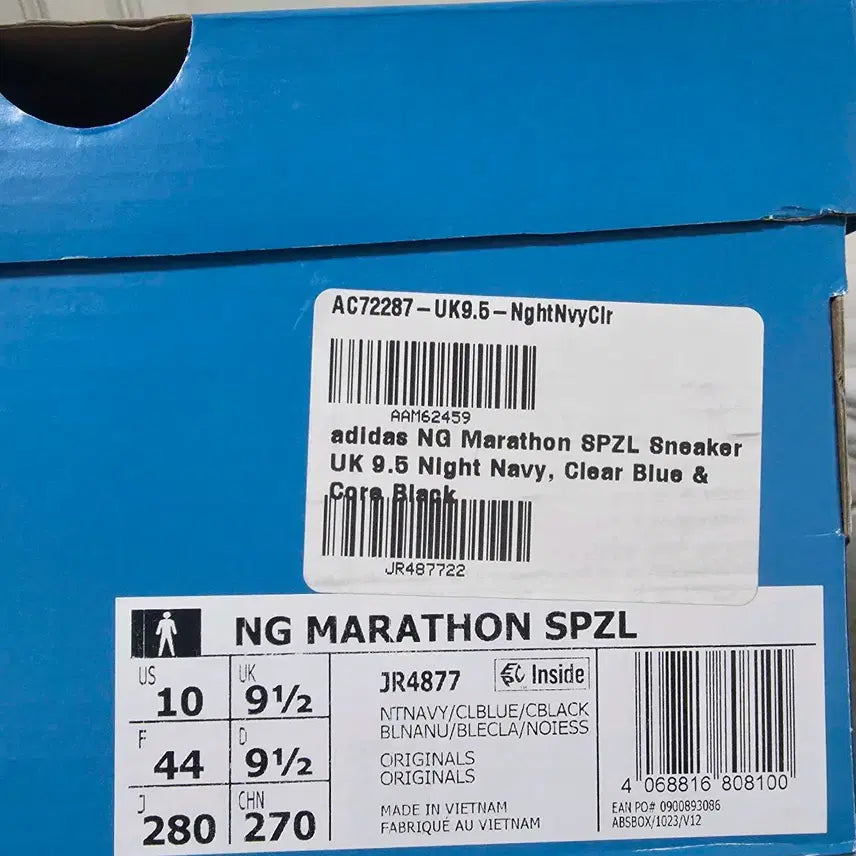 AC72287-UK9.5-NghtNvyClr
AAM62459
adidas NG Marathon SPZL Sneaker
UK 9.5 Night Navy, Clear Blue &
Core Black
JR487722
NG MARATHON SPZL
US 10
UK 9½
F 44
D 9½
J 280
CHN 270
JR4877
Inside
NTNAVY/CLBLUE/CBLACK
BLNANU/BLECLA/NOIESS
ORIGINALS
ORIGINALS
MADE IN VIETNAM
FABRIQUÉ AU VIETNAM
4 068816 808100
EAN PO# 0900893086
ABSBOX/1023/V12